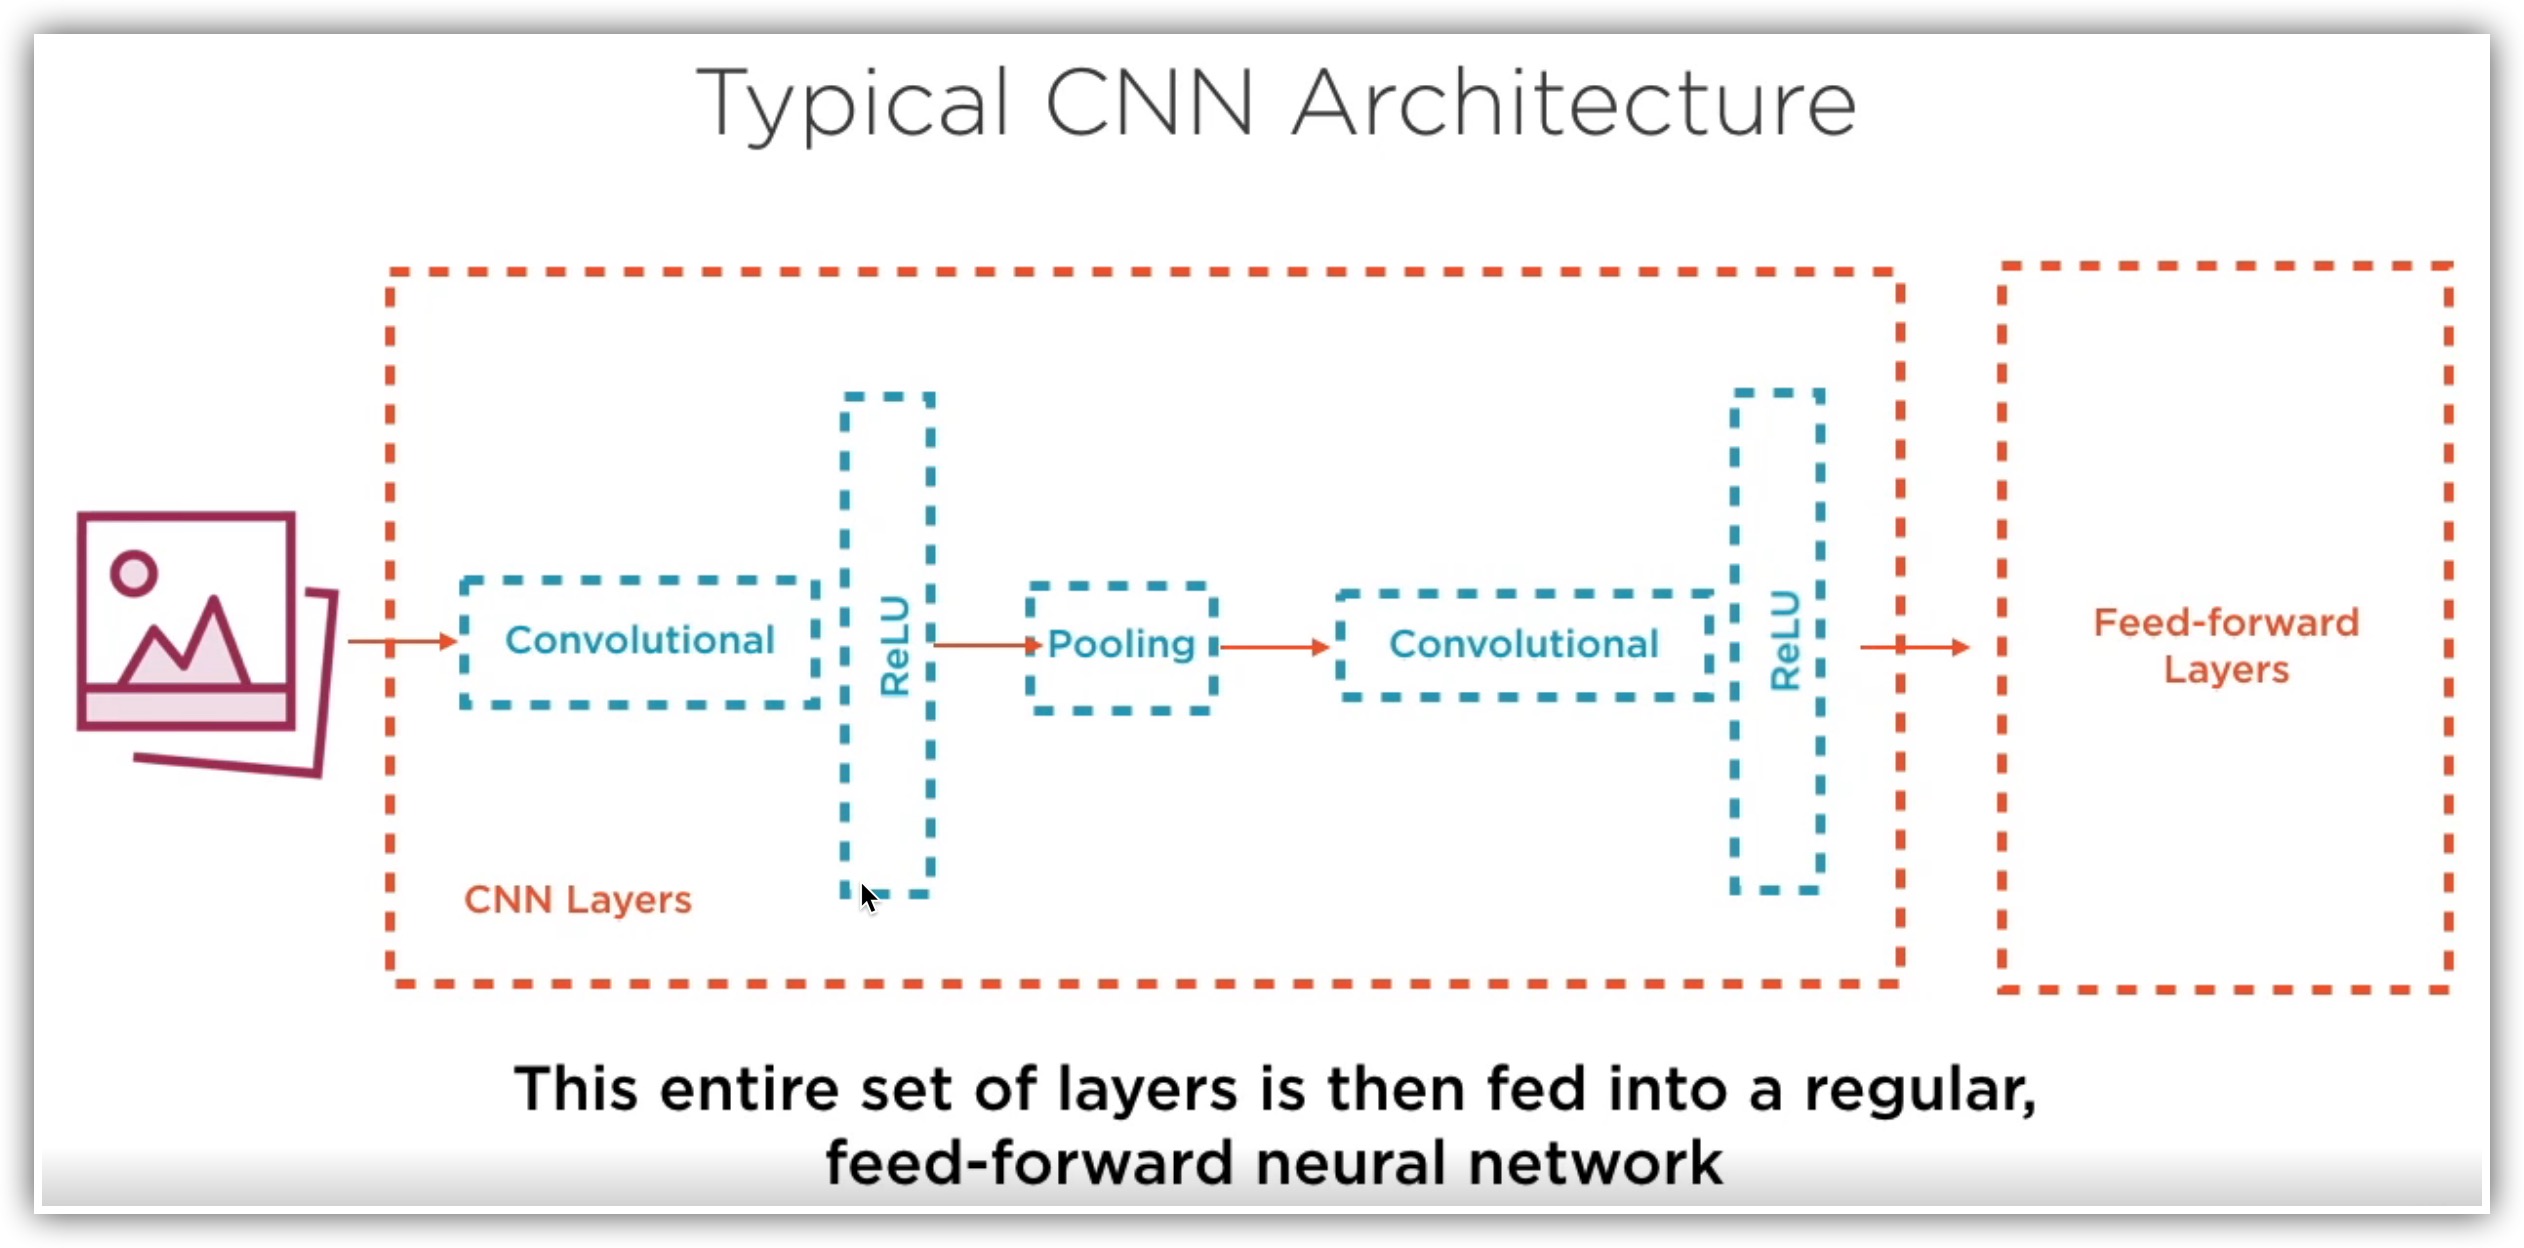 Typical CNN Architecture
Convolutional
ReLU
Pooling
Convolutional
ReLU
CNN Layers
Feed-forward
Layers
This entire set of layers is then fed into a regular,
feed-forward neural network